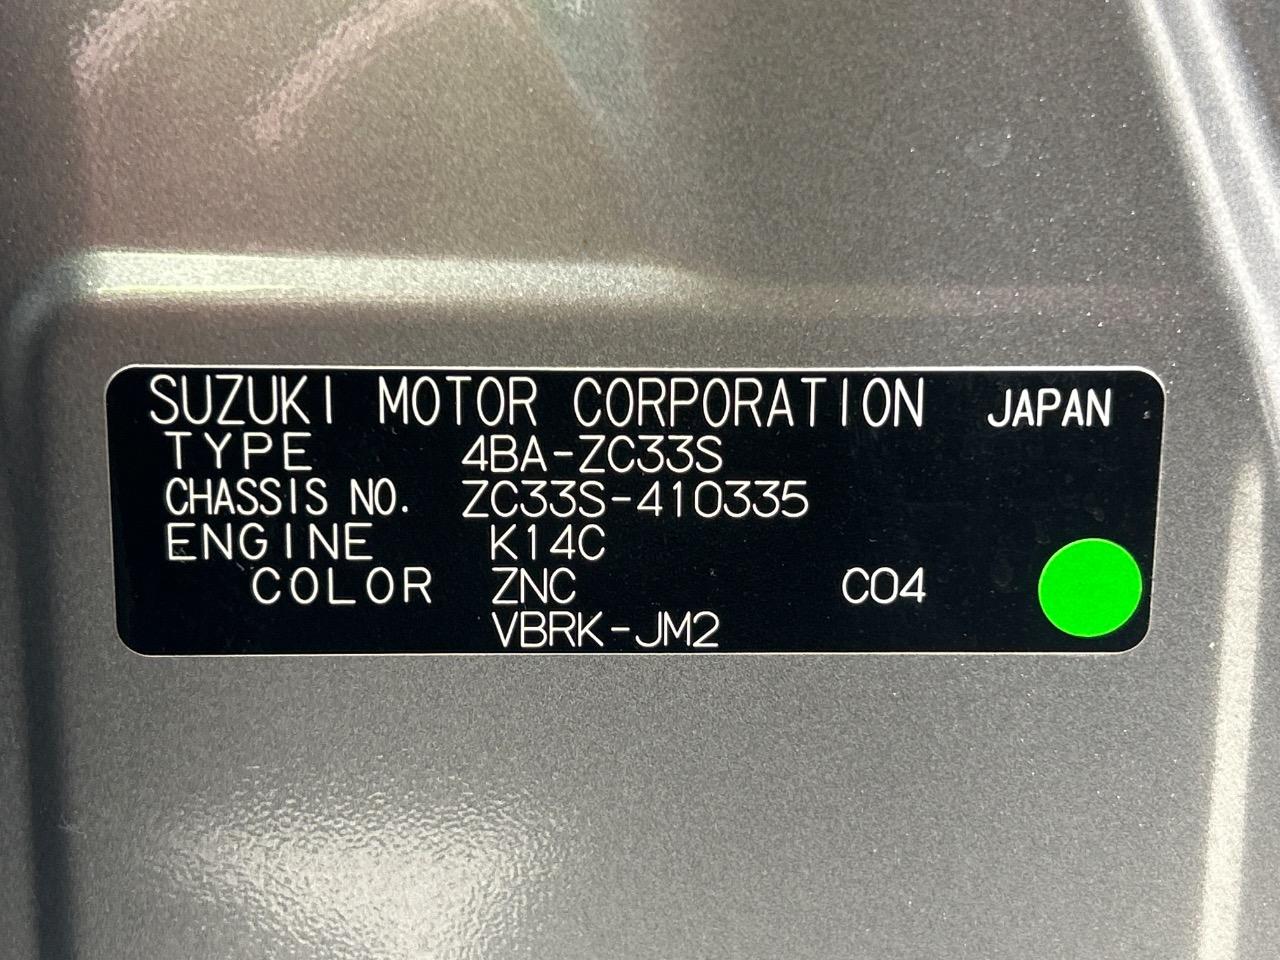 SUZUKI MOTOR CORPORATION JAPAN
TYPE 4BA-ZC33S
CHASSIS NO. ZC33S-410335
ENGINE K14C
COLOR ZNC C04
VBRK-JM2